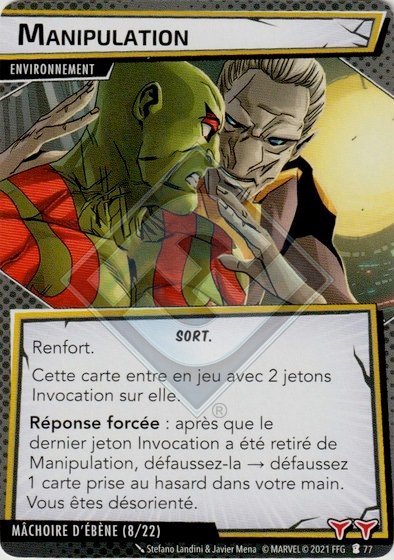 MANIPULATION
ENVIRONNEMENT
SORT.
Renfort.
Cette carte entre en jeu avec 2 jetons
Invocation sur elle.
Réponse forcée : après que le
dernier jeton Invocation a été retiré de
Manipulation, défaussez-la → défaussez
1 carte prise au hasard dans votre main.
Vous êtes désorienté.
MÂCHOIRE D'ÉBÈNE (8/22)
Stefano Landini & Javier Mena © MARVEL © 2021 FFG 77
®